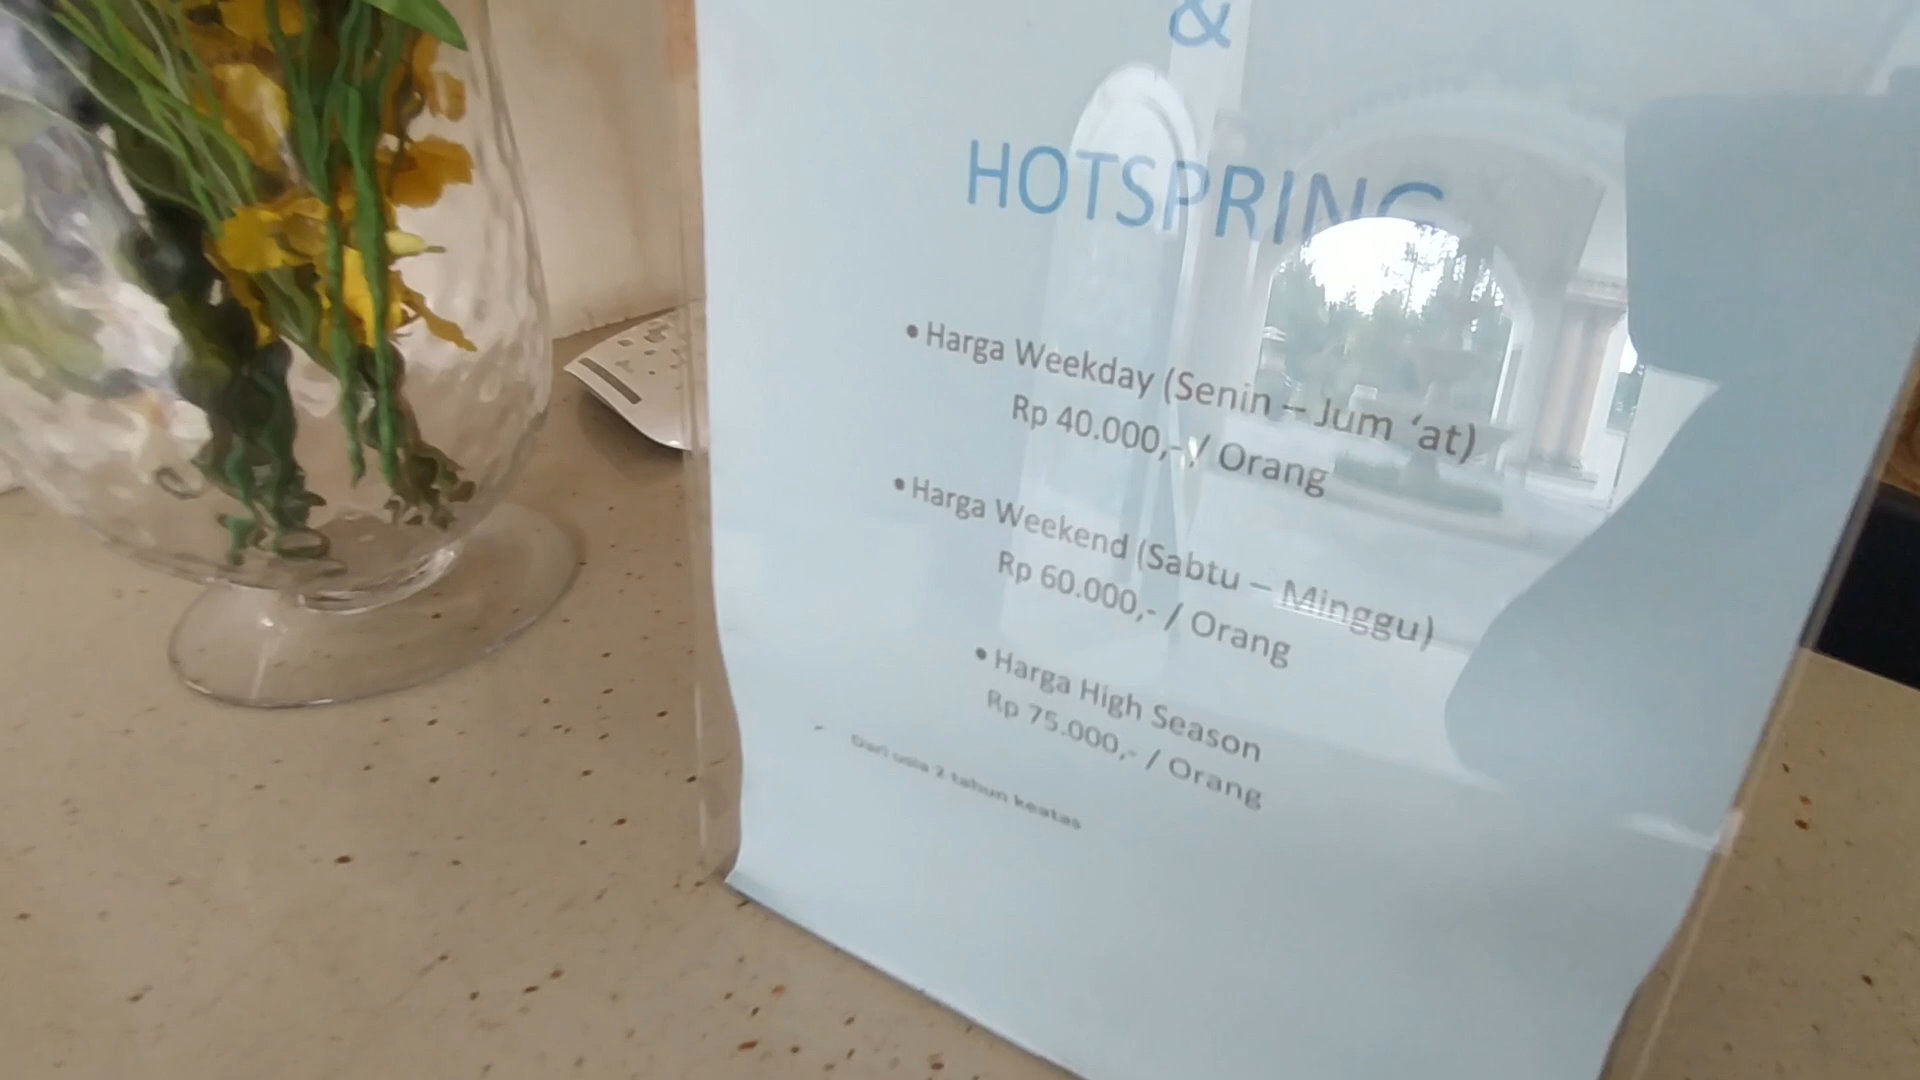 &
HOTSPRING
• Harga Weekday (Senin – Jum ‘at)
Rp 40.000,- / Orang
• Harga Weekend (Sabtu – Minggu)
Rp 60.000,- / Orang
• Harga High Season
Rp 75.000,- / Orang
- Dari usia 2 tahun keatas